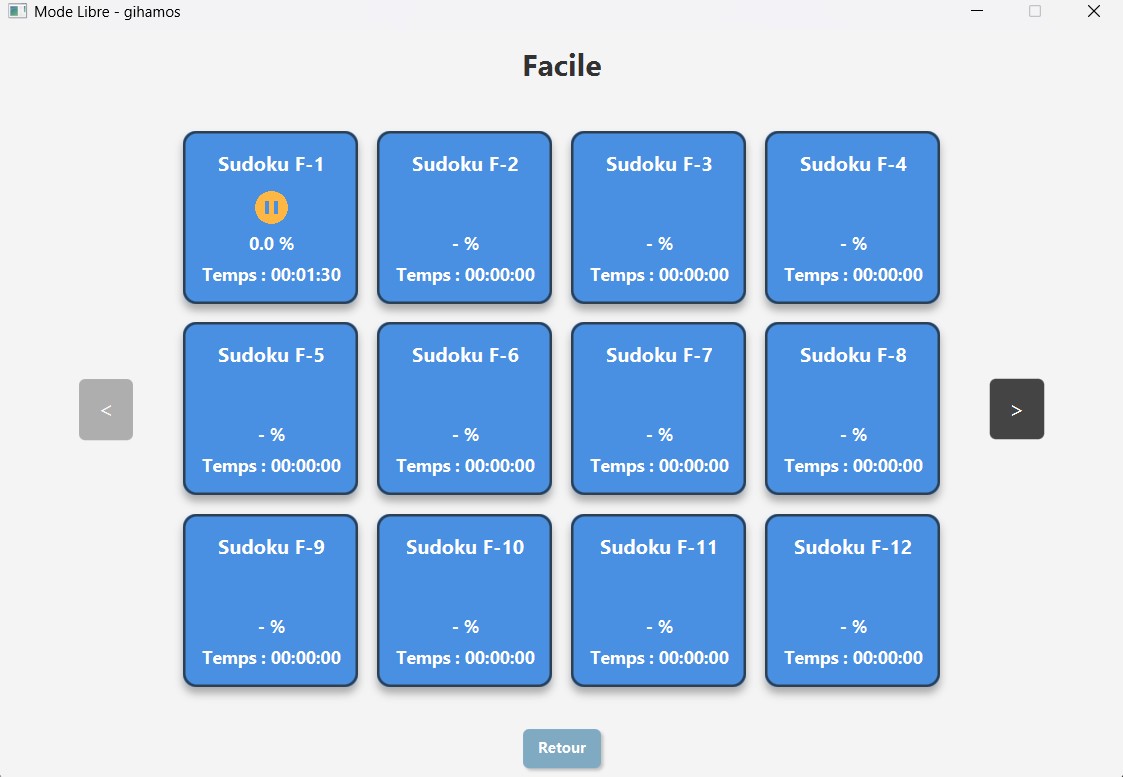 Mode Libre - gihamos
Facile
Sudoku F-1
0.0 %
Temps : 00:01:30
Sudoku F-2
- %
Temps : 00:00:00
Sudoku F-3
- %
Temps : 00:00:00
Sudoku F-4
- %
Temps : 00:00:00
<
Sudoku F-5
- %
Temps : 00:00:00
Sudoku F-6
- %
Temps : 00:00:00
Sudoku F-7
- %
Temps : 00:00:00
Sudoku F-8
- %
Temps : 00:00:00
>
Sudoku F-9
- %
Temps : 00:00:00
Sudoku F-10
- %
Temps : 00:00:00
Sudoku F-11
- %
Temps : 00:00:00
Sudoku F-12
- %
Temps : 00:00:00
Retour